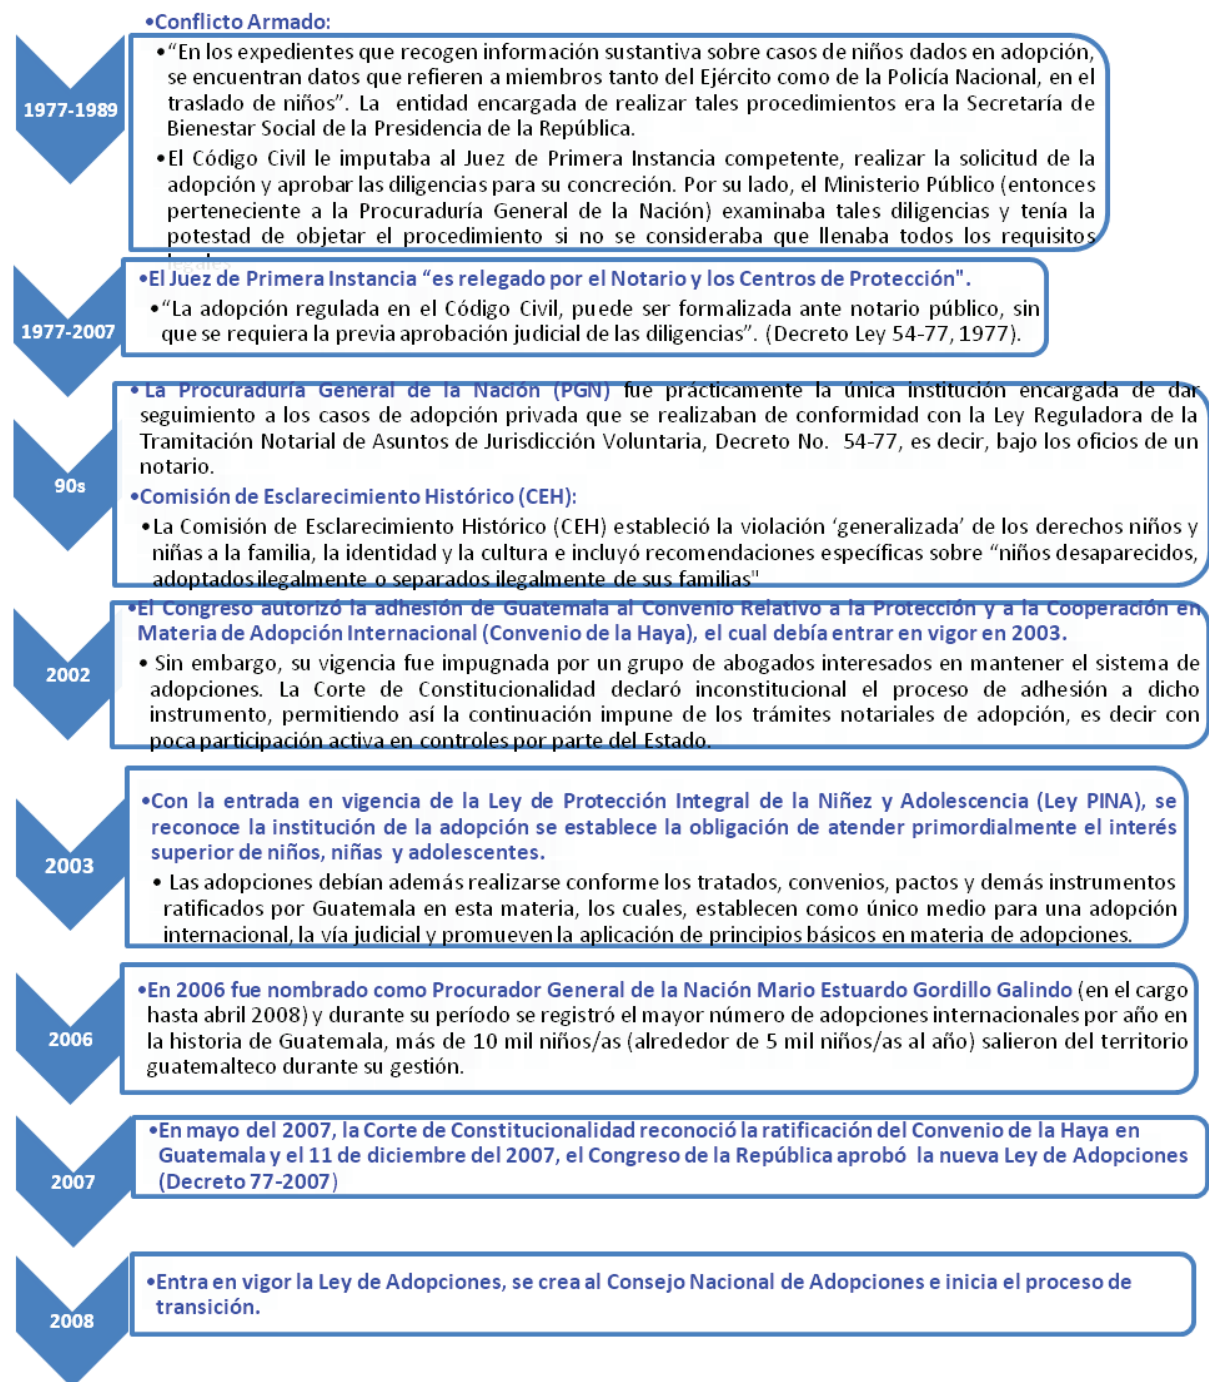 •Conflicto Armado:
1977-1989
•“En los expedientes que recogen información sustantiva sobre casos de niños dados en adopción,
se encuentran datos que refieren a miembros tanto del Ejército como de la Policía Nacional, en el
traslado de niños”. La entidad encargada de realizar tales procedimientos era la Secretaría de
Bienestar Social de la Presidencia de la República.
•El Código Civil le imputaba al Juez de Primera Instancia competente, realizar la solicitud de la
adopción y aprobar las diligencias para su concreción. Por su lado, el Ministerio Público (entonces
perteneciente a la Procuraduría General de la Nación) examinaba tales diligencias y tenía la
potestad de objetar el procedimiento si no se consideraba que llenaba todos los requisitos
legales.
1977-2007
•El Juez de Primera Instancia “es relegado por el Notario y los Centros de Protección".
•“La adopción regulada en el Código Civil, puede ser formalizada ante notario público, sin
que se requiera la previa aprobación judicial de las diligencias”. (Decreto Ley 54-77, 1977).
90s
•La Procuraduría General de la Nación (PGN) fue prácticamente la única institución encargada de dar
seguimiento a los casos de adopción privada que se realizaban de conformidad con la Ley Reguladora de la
Tramitación Notarial de Asuntos de Jurisdicción Voluntaria, Decreto No. 54-77, es decir, bajo los oficios de un
notario.
•Comisión de Esclarecimiento Histórico (CEH):
•La Comisión de Esclarecimiento Histórico (CEH) estableció la violación ‘generalizada’ de los derechos niños y
niñas a la familia, la identidad y la cultura e incluyó recomendaciones específicas sobre “niños desaparecidos,
adoptados ilegalmente o separados ilegalmente de sus familias"
2002
•El Congreso autorizó la adhesión de Guatemala al Convenio Relativo a la Protección y a la Cooperación en
Materia de Adopción Internacional (Convenio de la Haya), el cual debía entrar en vigor en 2003.
• Sin embargo, su vigencia fue impugnada por un grupo de abogados interesados en mantener el sistema de
adopciones. La Corte de Constitucionalidad declaró inconstitucional el proceso de adhesión a dicho
instrumento, permitiendo así la continuación impune de los trámites notariales de adopción, es decir con
poca participación activa en controles por parte del Estado.
2003
•Con la entrada en vigencia de la Ley de Protección Integral de la Niñez y Adolescencia (Ley PINA), se
reconoce la institución de la adopción se establece la obligación de atender primordialmente el interés
superior de niños, niñas y adolescentes.
• Las adopciones debían además realizarse conforme los tratados, convenios, pactos y demás instrumentos
ratificados por Guatemala en esta materia, los cuales, establecen como único medio para una adopción
internacional, la vía judicial y promueven la aplicación de principios básicos en materia de adopciones.
2006
•En 2006 fue nombrado como Procurador General de la Nación Mario Estuardo Gordillo Galindo (en el cargo
hasta abril 2008) y durante su período se registró el mayor número de adopciones internacionales por año en
la historia de Guatemala, más de 10 mil niños/as (alrededor de 5 mil niños/as al año) salieron del territorio
guatemalteco durante su gestión.
2007
•En mayo del 2007, la Corte de Constitucionalidad reconoció la ratificación del Convenio de la Haya en
Guatemala y el 11 de diciembre del 2007, el Congreso de la República aprobó la nueva Ley de Adopciones
(Decreto 77-2007)
2008
•Entra en vigor la Ley de Adopciones, se crea al Consejo Nacional de Adopciones e inicia el proceso de
transición.